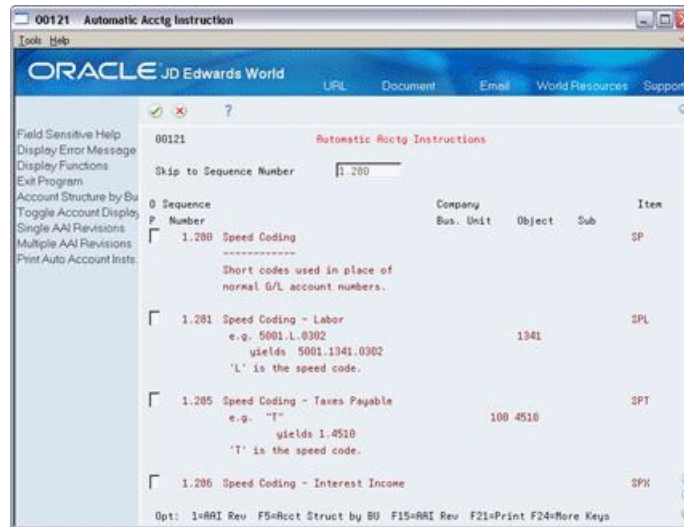 00121 Automatic Acctg Instruction
Tools Help
ORACLE JD Edwards World
URL Document Email World Resources Support
Field Sensitive Help
Display Error Message
Display Functions
Exit Program
Account Structure by Bu
Toggle Account Display
Single AAI Revisions
Multiple AAI Revisions
Print Auto Account Insts.
?
00121 Automatic Acctg Instructions
Skip to Sequence Number 1.200
O Sequence Company Item
P Number Bus. Unit Object Sub
1.200 Speed Coding SP
------------
Short codes used in place of
normal G/L account numbers.
1.201 Speed Coding - Labor SPL
e.g. 5001.L.0302 1341
yields 5001.1341.0302
'L' is the speed code.
1.205 Speed Coding - Taxes Payable SPT
e.g. "T" 100 4510
yields 1.4510
'T' is the speed code.
1.206 Speed Coding - Interest Income SPX
Opt: 1=AAI Rev F5=Acct Struct by BU F15=AAI Rev F21=Print F24=More Keys